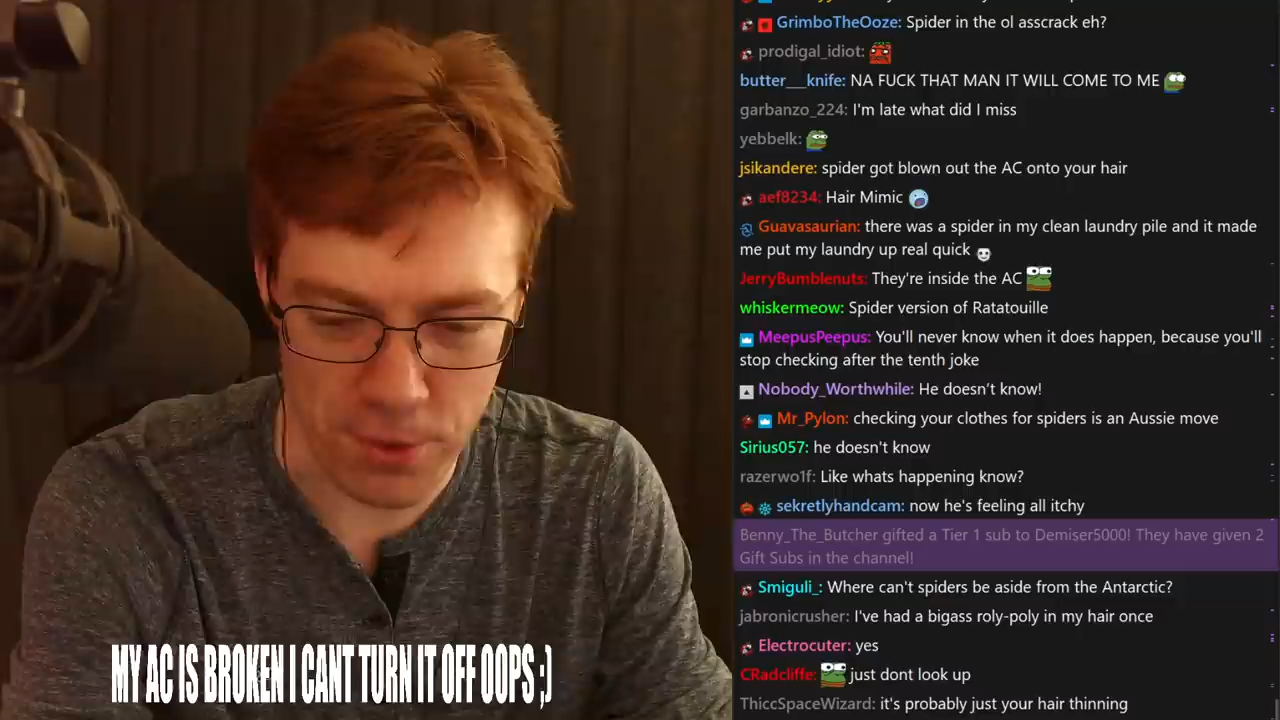 GrimboTheOoze: Spider in the ol asscrack eh?
prodigal_idiot:
butter___knife: NA FUCK THAT MAN IT WILL COME TO ME
garbanzo_224: I'm late what did I miss
yebbelk:
jsikandere: spider got blown out the AC onto your hair
aef8234: Hair Mimic
Guavasaurian: there was a spider in my clean laundry pile and it made
me put my laundry up real quick
JerryBumblenuts: They're inside the AC
whiskermeow: Spider version of Ratatouille
MeepusPeepus: You'll never know when it does happen, because you'll
stop checking after the tenth joke
Nobody_Worthwhile: He doesn't know!
Mr_Pylon: checking your clothes for spiders is an Aussie move
Sirius057: he doesn't know
razerwo1f: Like whats happening know?
sekretlyhandcam: now he's feeling all itchy
Benny_The_Butcher gifted a Tier 1 sub to Demiser5000! They have given 2
Gift Subs in the channel!
Smiguli_: Where can't spiders be aside from the Antarctic?
jabronicrusher: I've had a bigass roly-poly in my hair once
Electrocuter: yes
CRadcliffe: just dont look up
ThiccSpaceWizard: it's probably just your hair thinning
MY AC IS BROKEN I CANT TURN IT OFF OOPS ;)